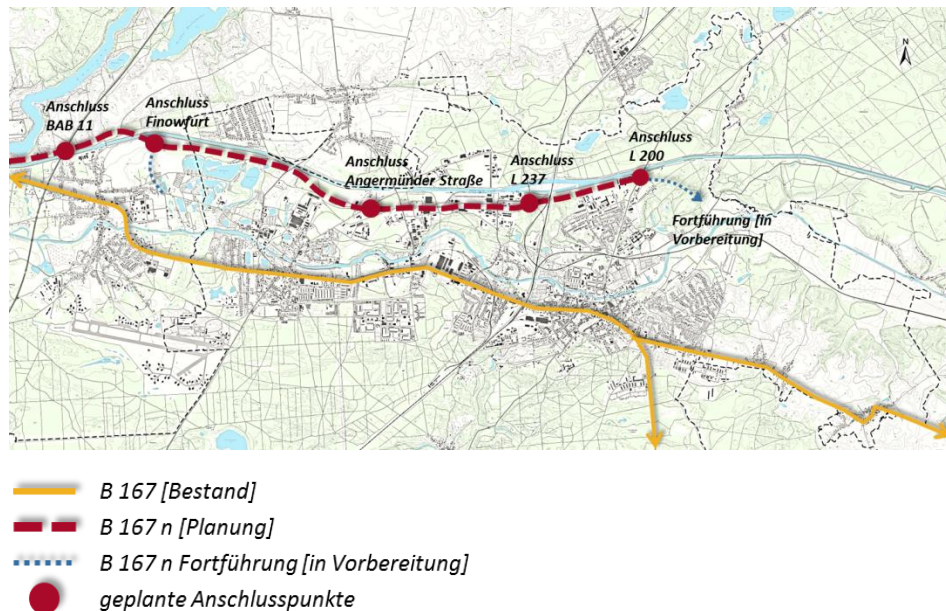 N
Anschluss
BAB 11
Anschluss
Finowfurt
Anschluss
Angermünder Straße
Anschluss
L 237
Anschluss
L 200
Fortführung [in
Vorbereitung]
B 167 [Bestand]
B 167 n [Planung]
B 167 n Fortführung [in Vorbereitung]
geplante Anschlusspunkte